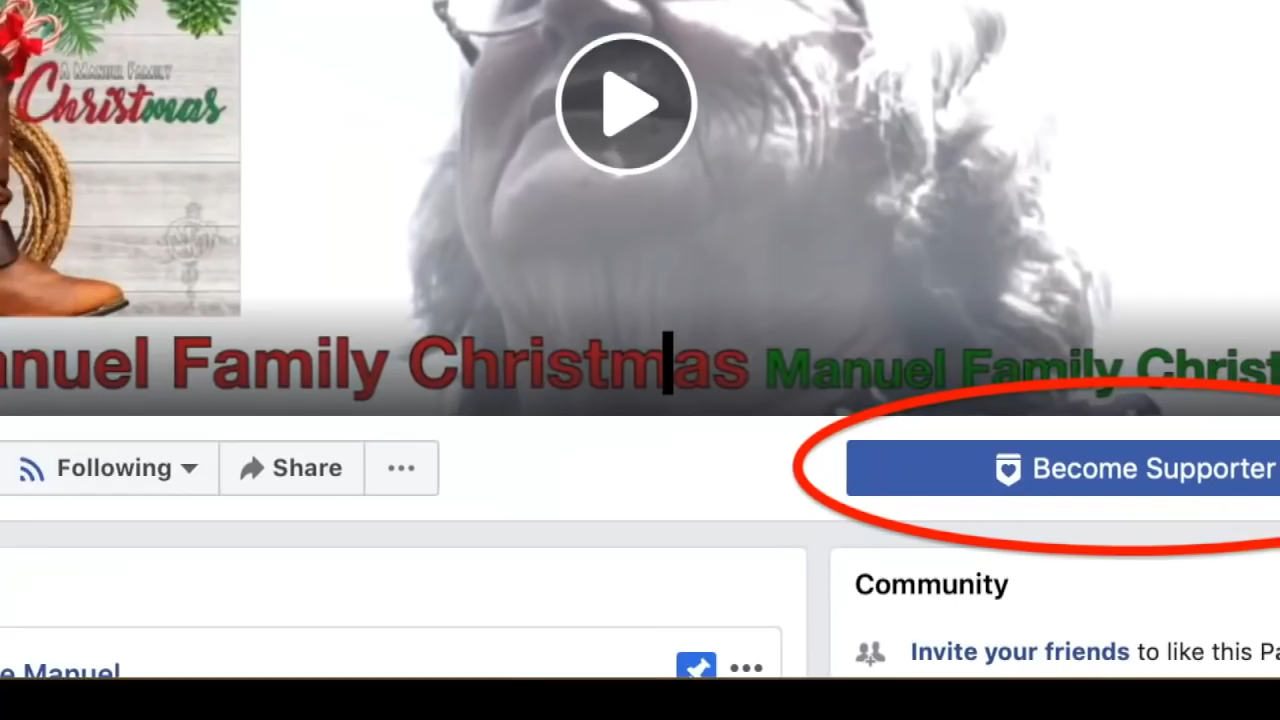 A MANUEL FAMILY
Christmas
anuel Family Christmas Manuel Family Christ
Following Share
Become Supporter
Community
Invite your friends to like this Pa
e Manuel